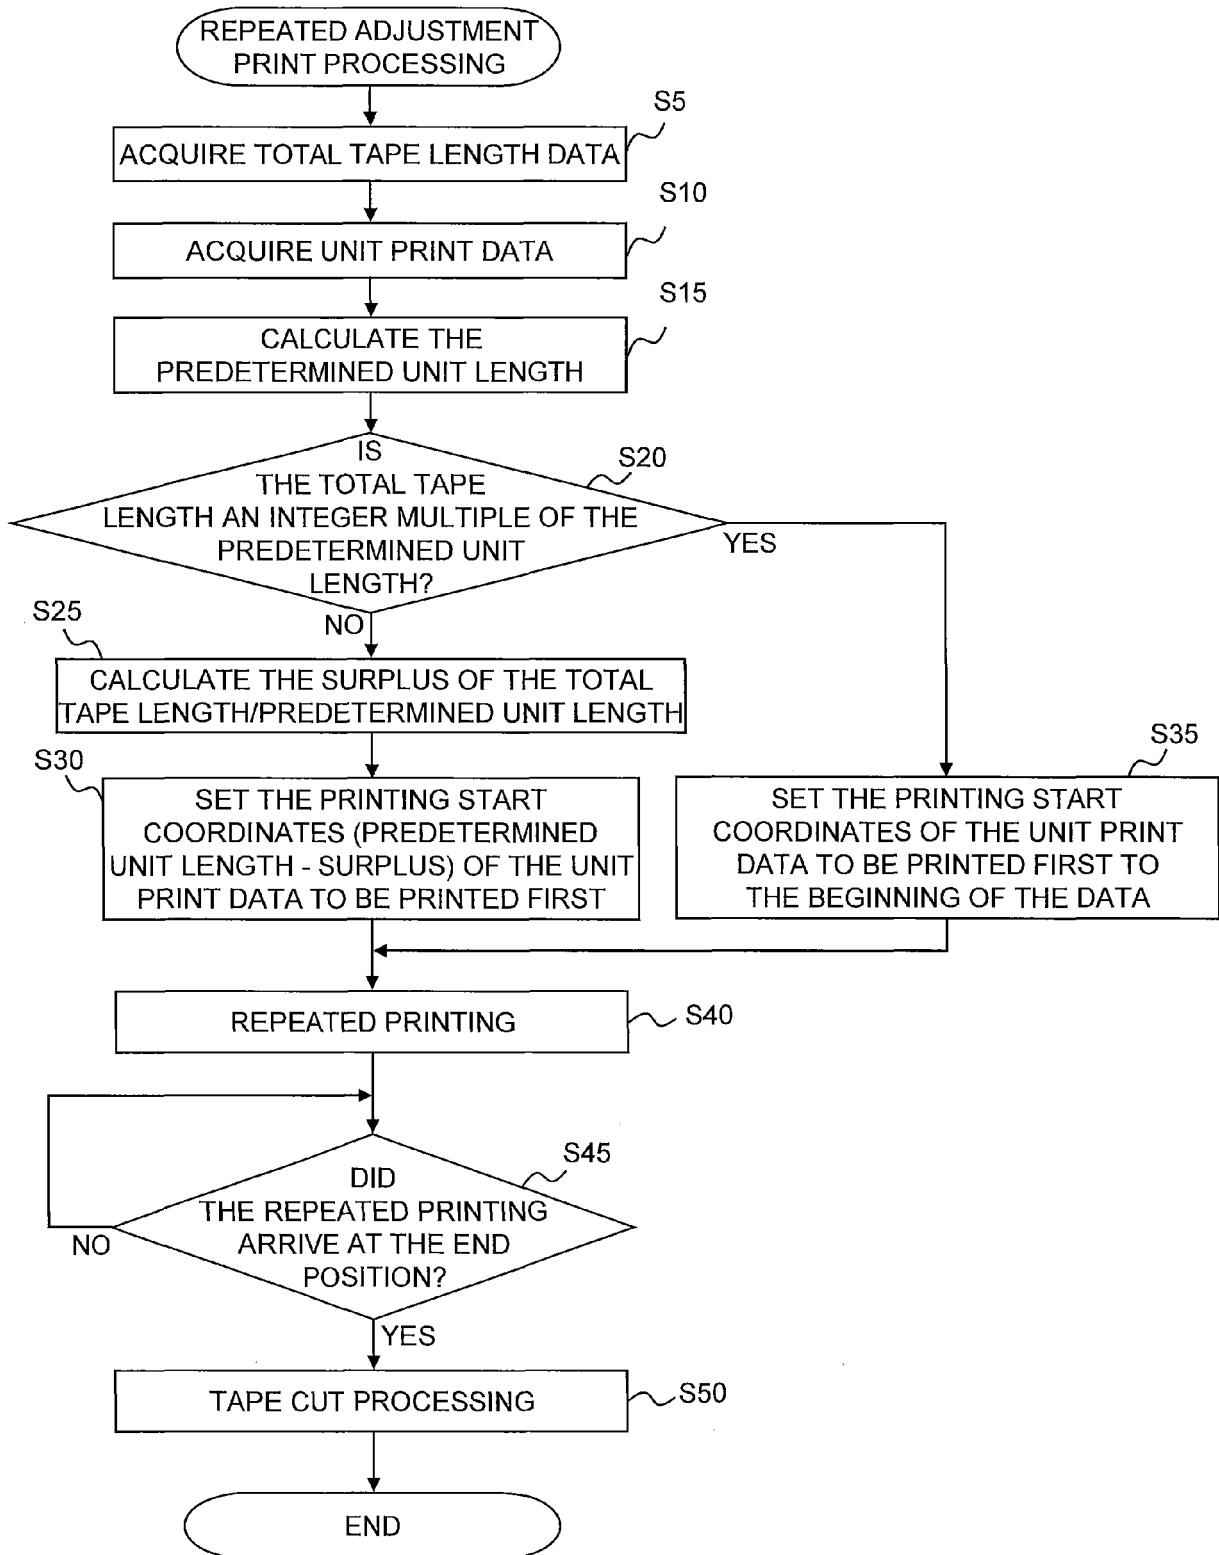 REPEATED ADJUSTMENT
PRINT PROCESSING
S5
ACQUIRE TOTAL TAPE LENGTH DATA
S10
ACQUIRE UNIT PRINT DATA
S15
CALCULATE THE
PREDETERMINED UNIT LENGTH
S20
IS
THE TOTAL TAPE
LENGTH AN INTEGER MULTIPLE OF THE
PREDETERMINED UNIT
LENGTH?
YES
NO
S25
CALCULATE THE SURPLUS OF THE TOTAL
TAPE LENGTH/PREDETERMINED UNIT LENGTH
S30
SET THE PRINTING START
COORDINATES (PREDETERMINED
UNIT LENGTH - SURPLUS) OF THE UNIT
PRINT DATA TO BE PRINTED FIRST
S35
SET THE PRINTING START
COORDINATES OF THE UNIT PRINT
DATA TO BE PRINTED FIRST TO
THE BEGINNING OF THE DATA
REPEATED PRINTING
S40
S45
DID
THE REPEATED PRINTING
ARRIVE AT THE END
POSITION?
NO
YES
TAPE CUT PROCESSING
S50
END